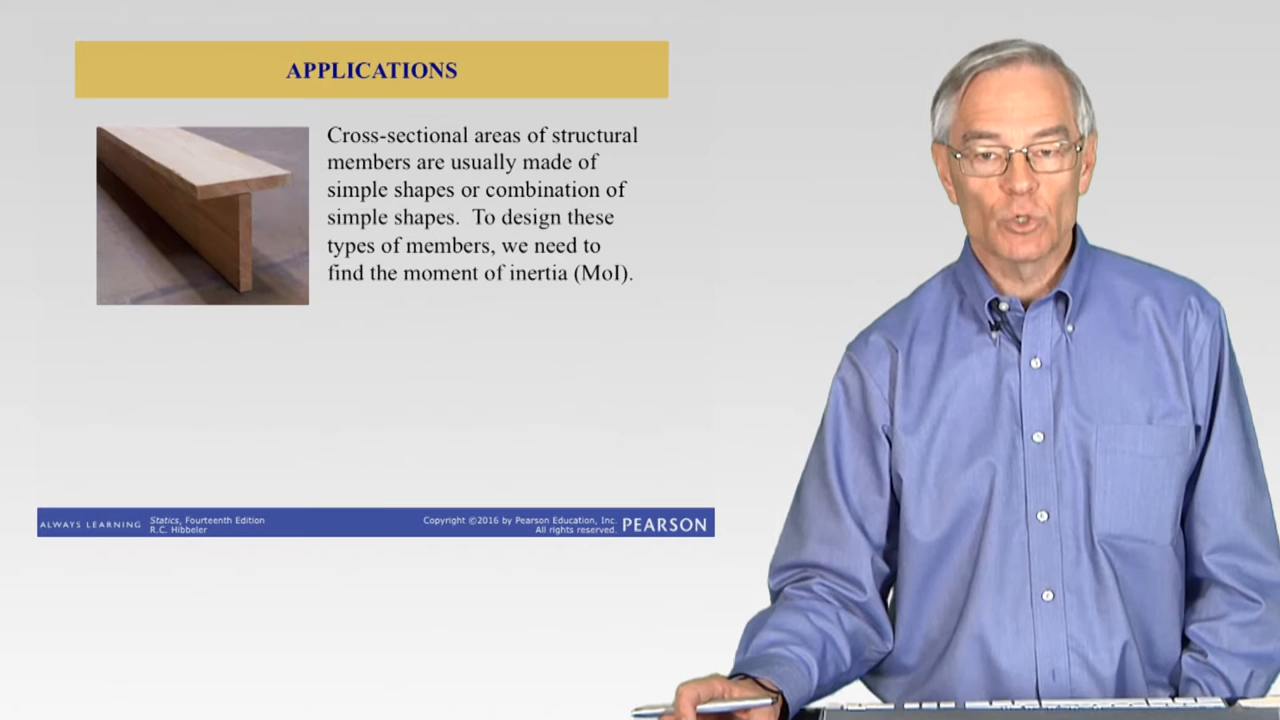 APPLICATIONS
Cross-sectional areas of structural
members are usually made of
simple shapes or combination of
simple shapes.  To design these
types of members, we need to
find the moment of inertia (MoI).
ALWAYS LEARNING
Statics, Fourteenth Edition
R.C. Hibbeler
Copyright ©2016 by Pearson Education, Inc.
All rights reserved.
PEARSON